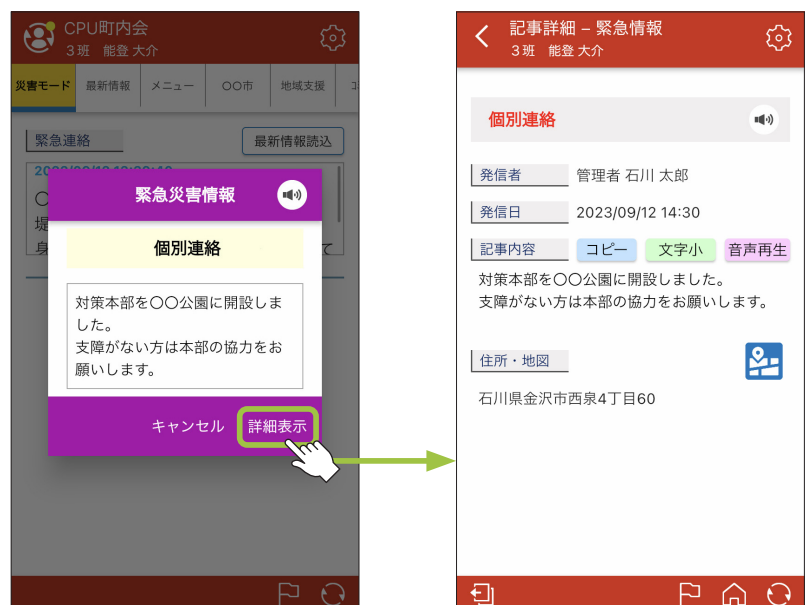 CPU町内会
3班 能登 大介
災害モード 最新情報 メニュー 〇〇市 地域支援
緊急連絡 最新情報読込
緊急災害情報
個別連絡
対策本部を〇〇公園に開設しま
した。
支障がない方は本部の協力をお
願いします。
キャンセル 詳細表示
記事詳細 – 緊急情報
3班 能登 大介
個別連絡
発信者 管理者 石川 太郎
発信日 2023/09/12 14:30
記事内容 コピー 文字小 音声再生
対策本部を〇〇公園に開設しました。
支障がない方は本部の協力をお願いします。
住所・地図
石川県金沢市西泉4丁目60